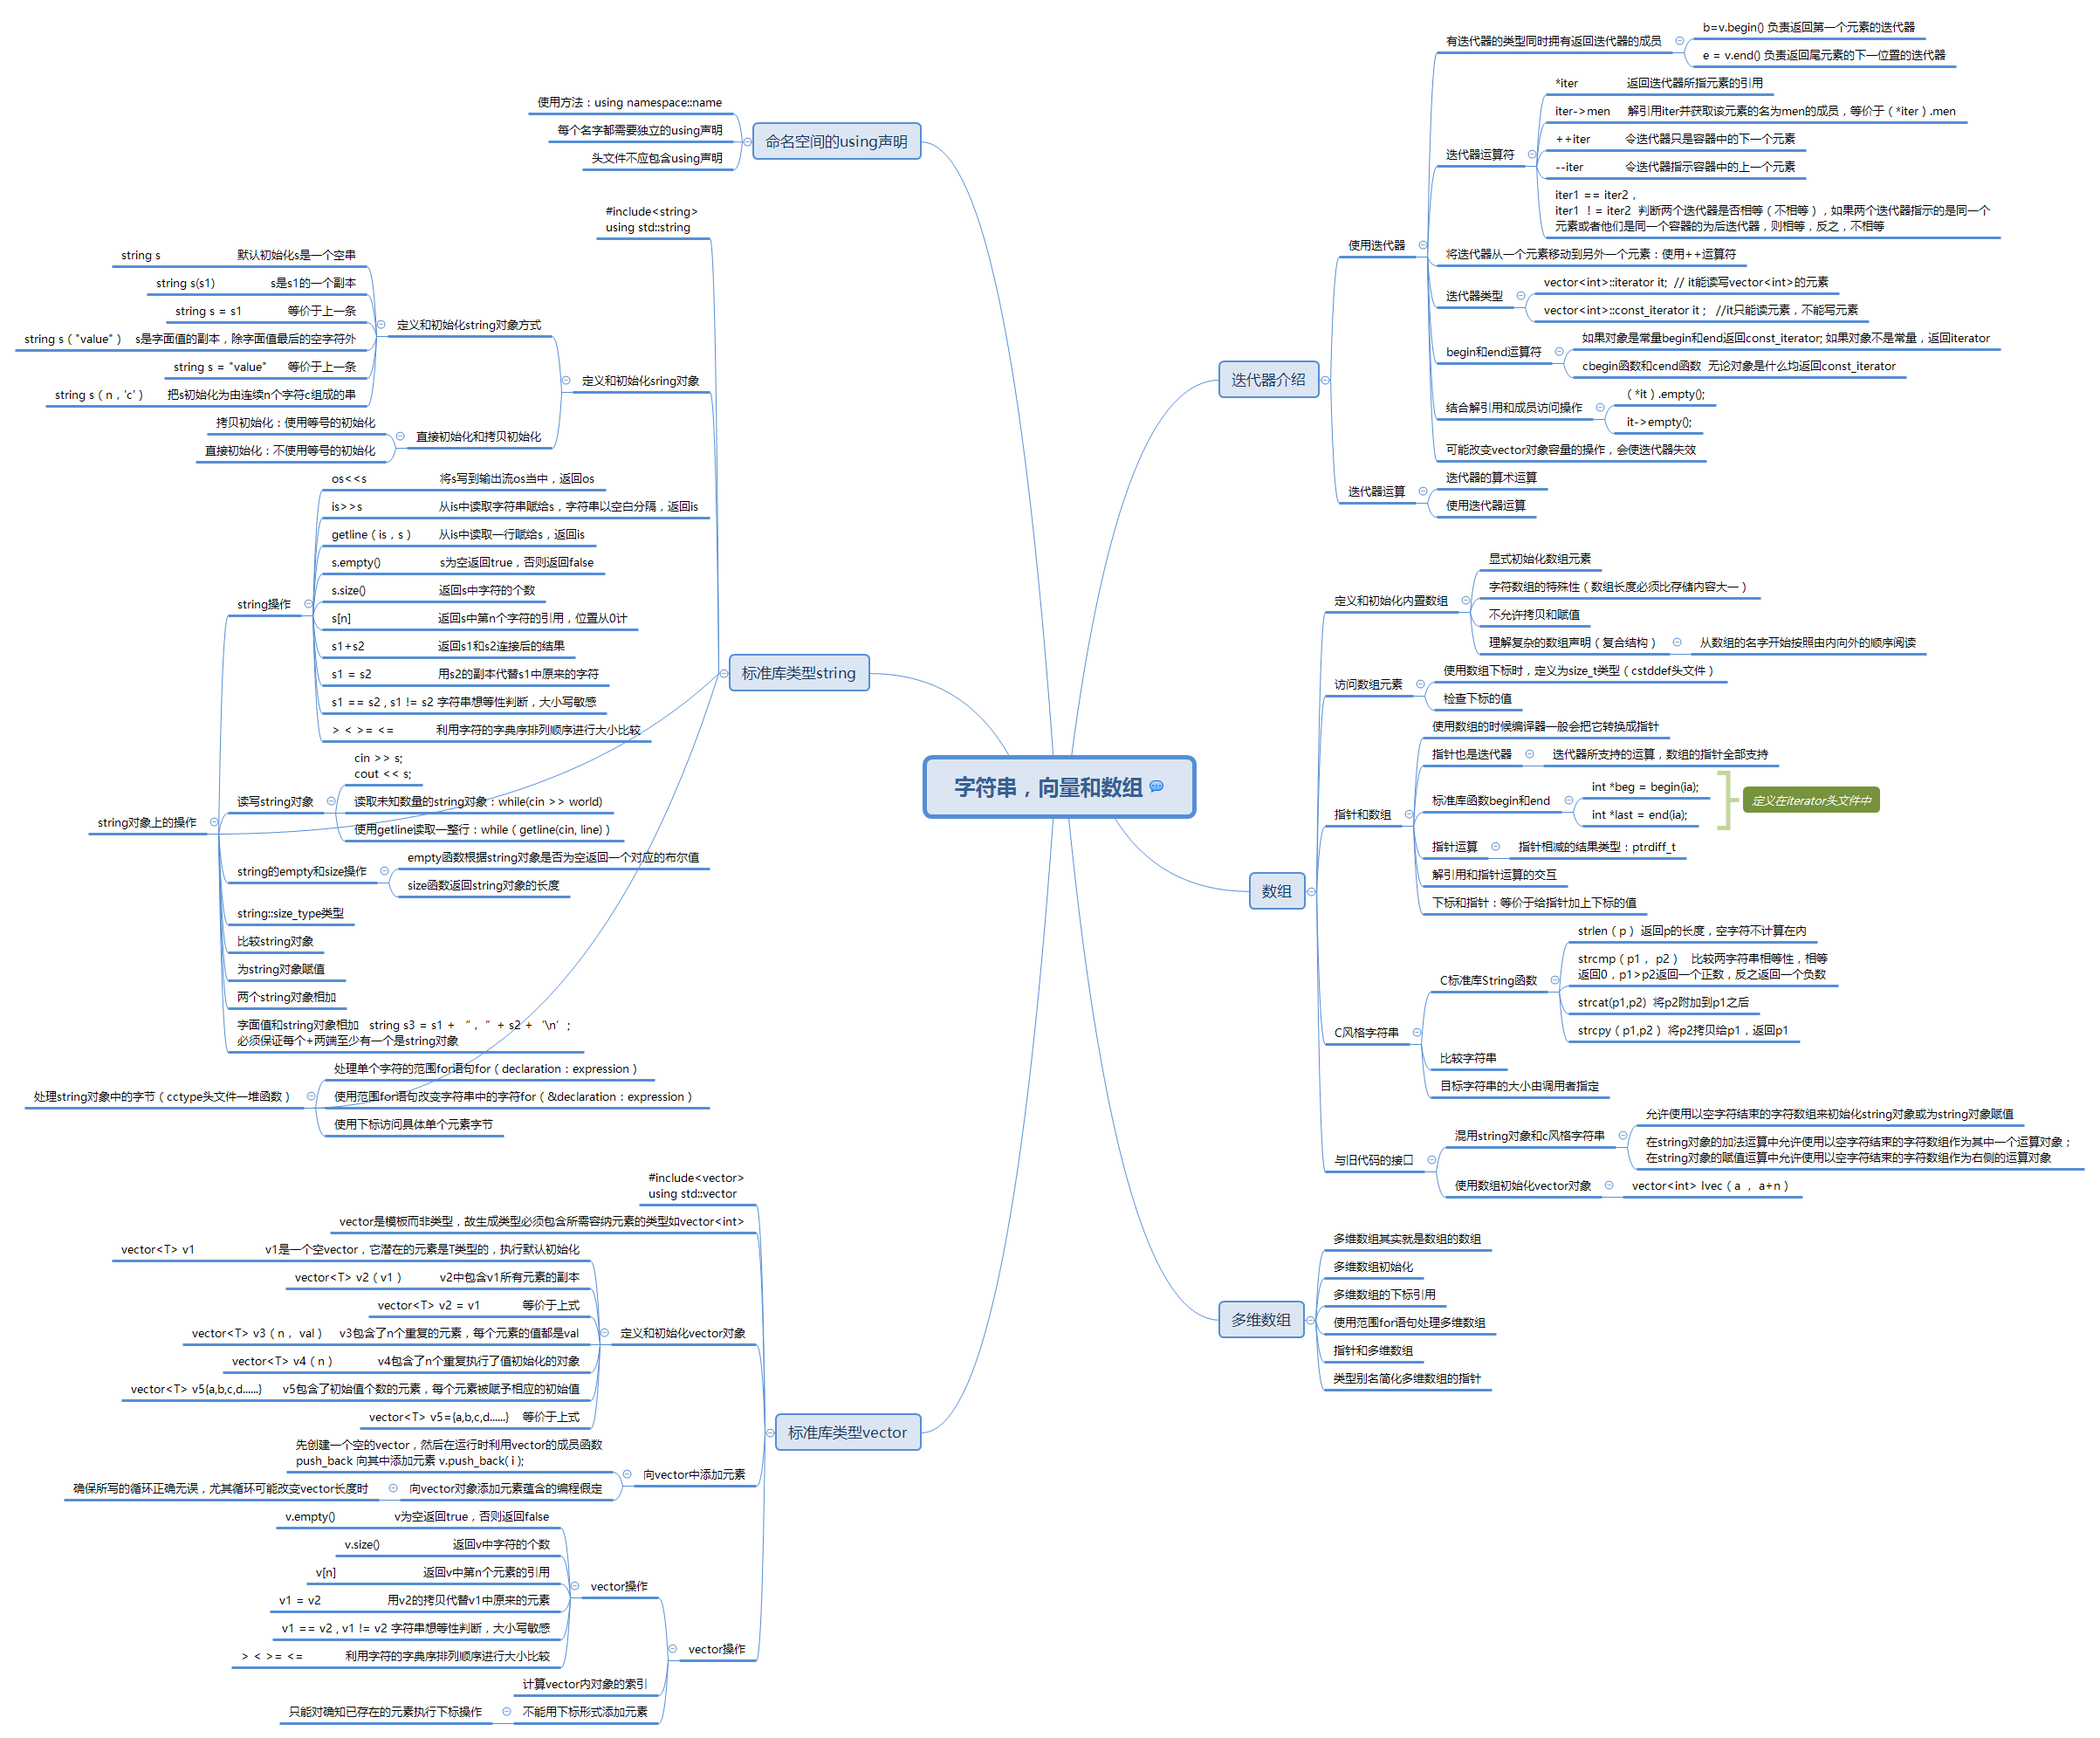 字符串，向量和数组
命名空间的using声明
使用方法：using namespace::name
每个名字都需要独立的using声明
头文件不应包含using声明
标准库类型string
#include<string>
using std::string
定义和初始化sring对象
定义和初始化string对象方式
string s 默认初始化s是一个空串
string s(s1) s是s1的一个副本
string s = s1 等价于上一条
string s（"value"） s是字面值的副本，除字面值最后的空字符外
string s = "value" 等价于上一条
string s（n，'c'） 把s初始化为由连续n个字符c组成的串
直接初始化和拷贝初始化
拷贝初始化：使用等号的初始化
直接初始化：不使用等号的初始化
string对象上的操作
string操作
os<<s 将s写到输出流os当中，返回os
is>>s 从is中读取字符串赋给s，字符串以空白分隔，返回is
getline（is，s） 从is中读取一行赋给s，返回is
s.empty() s为空返回true，否则返回false
s.size() 返回s中字符的个数
s[n] 返回s中第n个字符的引用，位置从0计
s1+s2 返回s1和s2连接后的结果
s1 = s2 用s2的副本代替s1中原来的字符
s1 == s2 , s1 != s2 字符串想等性判断，大小写敏感
> < >= <= 利用字符的字典序排列顺序进行大小比较
读写string对象
cin >> s;
cout << s;
读取未知数量的string对象：while(cin >> world)
使用getline读取一整行：while（getline(cin, line)）
string的empty和size操作
empty函数根据string对象是否为空返回一个对应的布尔值
size函数返回string对象的长度
string::size_type类型
比较string对象
为string对象赋值
两个string对象相加
字面值和string对象相加 string s3 = s1 + “，“ + s2 + ‘\n’；
必须保证每个+两端至少有一个是string对象
处理string对象中的字节（cctype头文件一堆函数）
处理单个字符的范围for语句for（declaration：expression）
使用范围for语句改变字符串中的字符for（&declaration：expression）
使用下标访问具体单个元素字节
标准库类型vector
#include<vector>
using std::vector
vector是模板而非类型，故生成类型必须包含所需容纳元素的类型如vector<int>
定义和初始化vector对象
vector<T> v1 v1是一个空vector，它潜在的元素是T类型的，执行默认初始化
vector<T> v2（v1） v2中包含v1所有元素的副本
vector<T> v2 = v1 等价于上式
vector<T> v3（n， val） v3包含了n个重复的元素，每个元素的值都是val
vector<T> v4（n） v4包含了n个重复执行了值初始化的对象
vector<T> v5{a,b,c,d......} v5包含了初始值个数的元素，每个元素被赋予相应的初始值
vector<T> v5={a,b,c,d......} 等价于上式
向vector中添加元素
先创建一个空的vector，然后在运行时利用vector的成员函数
push_back 向其中添加元素 v.push_back( i );
向vector对象添加元素蕴含的编程假定
确保所写的循环正确无误，尤其循环可能改变vector长度时
vector操作
vector操作
v.empty() v为空返回true，否则返回false
v.size() 返回v中字符的个数
v[n] 返回v中第n个元素的引用
v1 = v2 用v2的拷贝代替v1中原来的元素
v1 == v2 , v1 != v2 字符串想等性判断，大小写敏感
> < >= <= 利用字符的字典序排列顺序进行大小比较
计算vector内对象的索引
不能用下标形式添加元素
只能对确知已存在的元素执行下标操作
迭代器介绍
使用迭代器
有迭代器的类型同时拥有返回迭代器的成员
b=v.begin() 负责返回第一个元素的迭代器
e = v.end() 负责返回尾元素的下一位置的迭代器
迭代器运算符
*iter 返回迭代器所指元素的引用
iter->men 解引用iter并获取该元素的名为men的成员，等价于（*iter）.men
++iter 令迭代器只是容器中的下一个元素
--iter 令迭代器指示容器中的上一个元素
iter1 == iter2，
iter1 ！= iter2 判断两个迭代器是否相等（不相等），如果两个迭代器指示的是同一个
元素或者他们是同一个容器的为后迭代器，则相等，反之，不相等
将迭代器从一个元素移动到另外一个元素：使用++运算符
迭代器类型
vector<int>::iterator it; // it能读写vector<int>的元素
vector<int>::const_iterator it； //it只能读元素，不能写元素
begin和end运算符
如果对象是常量begin和end返回const_iterator; 如果对象不是常量，返回iterator
cbegin函数和cend函数 无论对象是什么均返回const_iterator
结合解引用和成员访问操作
（*it）.empty();
it->empty();
可能改变vector对象容量的操作，会使迭代器失效
迭代器运算
迭代器的算术运算
使用迭代器运算
数组
定义和初始化内置数组
显式初始化数组元素
字符数组的特殊性（数组长度必须比存储内容大一）
不允许拷贝和赋值
理解复杂的数组声明（复合结构）
从数组的名字开始按照由内向外的顺序阅读
访问数组元素
使用数组下标时，定义为size_t类型（cstddef头文件）
检查下标的值
指针和数组
使用数组的时候编译器一般会把它转换成指针
指针也是迭代器
迭代器所支持的运算，数组的指针全部支持
标准库函数begin和end
int *beg = begin(ia);
int *last = end(ia);
定义在iterator头文件中
指针运算
指针相减的结果类型：ptrdiff_t
解引用和指针运算的交互
下标和指针：等价于给指针加上下标的值
C风格字符串
C标准库String函数
strlen（p） 返回p的长度，空字符不计算在内
strcmp（p1， p2） 比较两字符串相等性，相等
返回0，p1>p2返回一个正数，反之返回一个负数
strcat(p1,p2) 将p2附加到p1之后
strcpy（p1,p2） 将p2拷贝给p1，返回p1
比较字符串
目标字符串的大小由调用者指定
与旧代码的接口
混用string对象和c风格字符串
允许使用以空字符结束的字符数组来初始化string对象或为string对象赋值
在string对象的加法运算中允许使用以空字符结束的字符数组作为其中一个运算对象；
在string对象的赋值运算中允许使用以空字符结束的字符数组作为右侧的运算对象
使用数组初始化vector对象
vector<int> lvec（a ， a+n）
多维数组
多维数组其实就是数组的数组
多维数组初始化
多维数组的下标引用
使用范围for语句处理多维数组
指针和多维数组
类型别名简化多维数组的指针